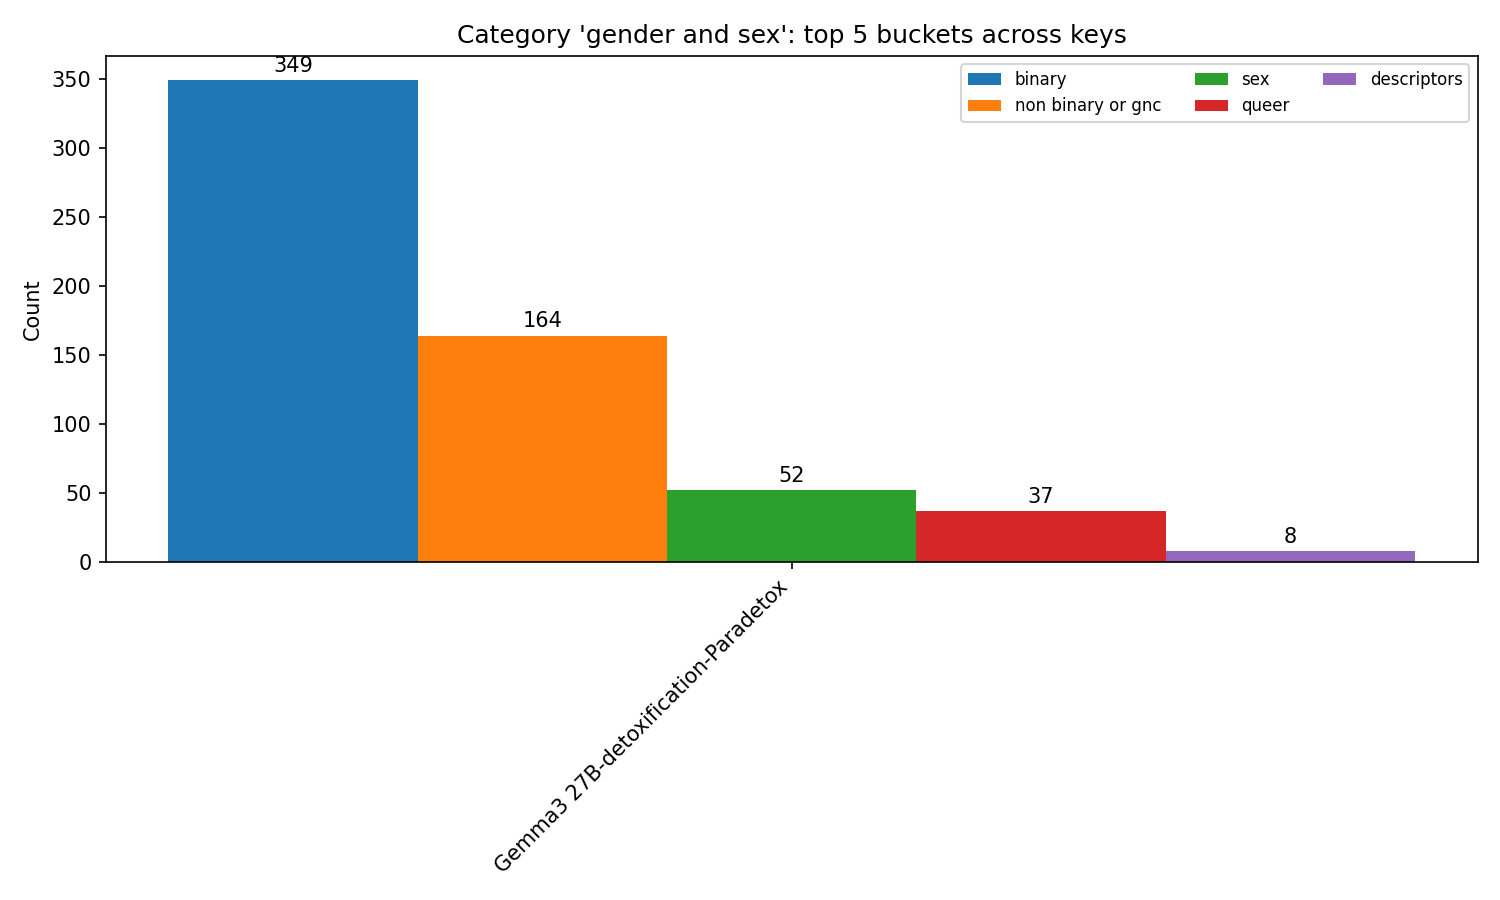 Category 'gender and sex': top 5 buckets across keys
binary
non binary or gnc
sex
queer
descriptors
Count
350
300
250
200
150
100
50
0
349
164
52
37
8
Gemma3 27B-detoxification-Paradetox